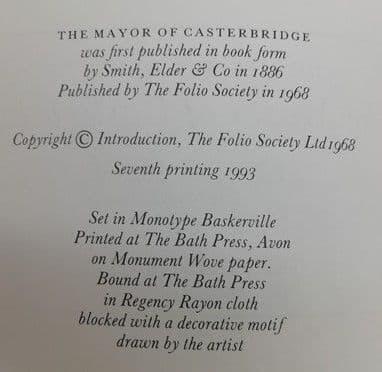 THE MAYOR OF CASTERBRIDGE
was first published in book form
by Smith, Elder & Co in 1886
Published by The Folio Society in 1968
Copyright © Introduction, The Folio Society Ltd 1968
Seventh printing 1993
Set in Monotype Baskerville
Printed at The Bath Press, Avon
on Monument Wove paper.
Bound at The Bath Press
in Regency Rayon cloth
blocked with a decorative motif
drawn by the artist